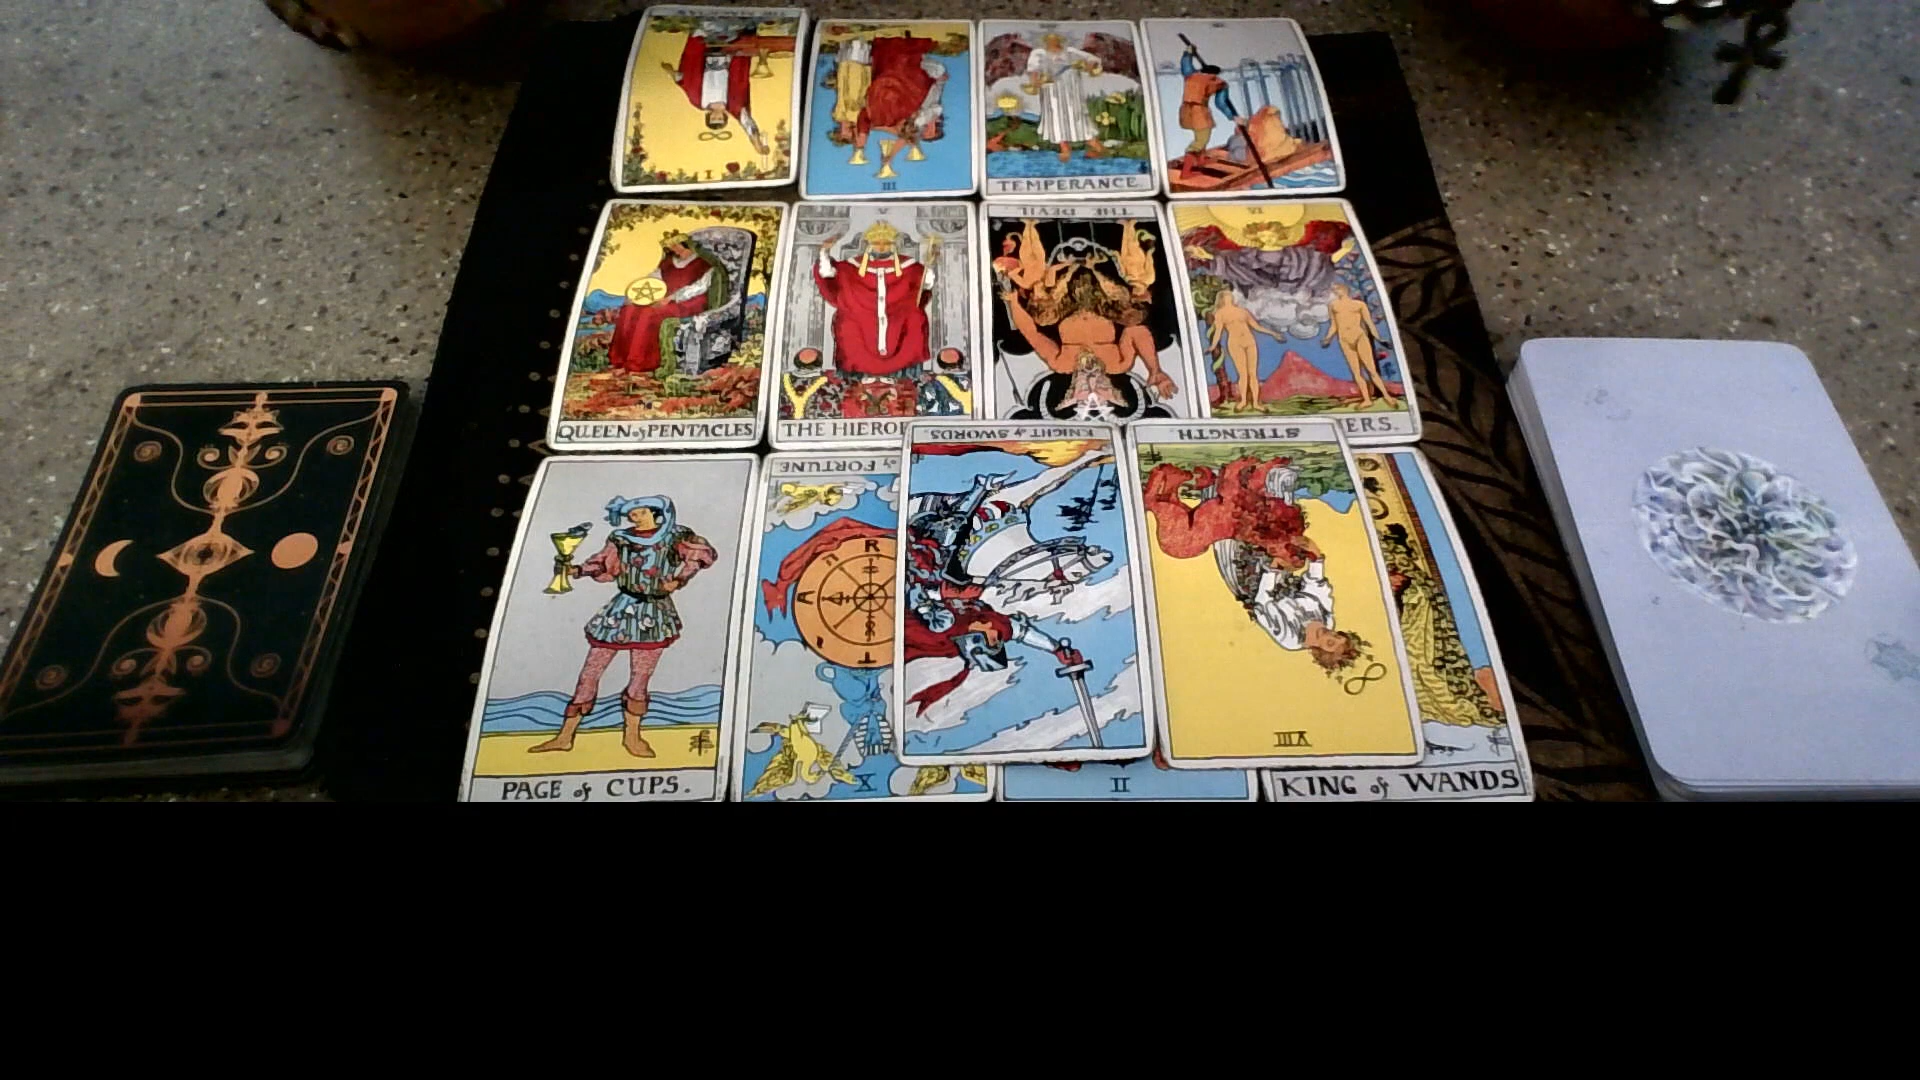 I
III
TEMPERANCE.
QUEEN of PENTACLES
V
THE HIEROP
THE DEVIL
VI
ERS.
PAGE of CUPS.
of FORTUNE
R
A
T
X
KNIGHT of SWORDS
II
STRENGTH.
VIII
KING of WANDS